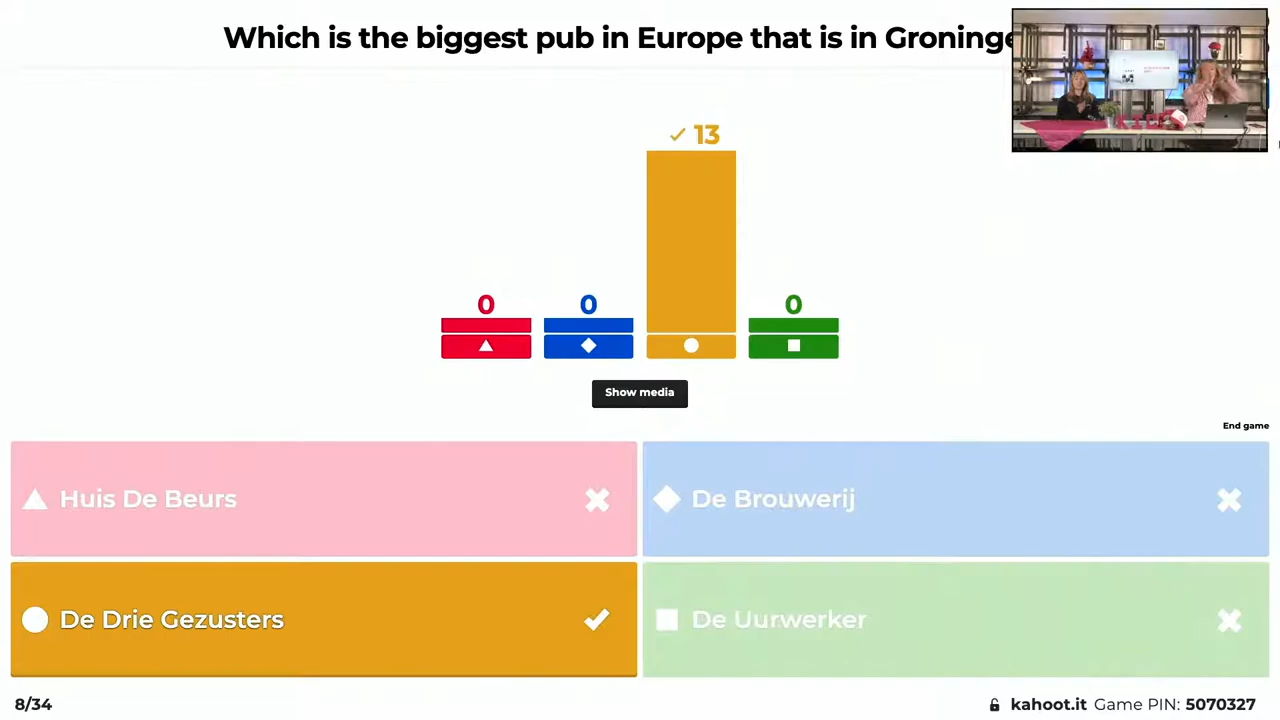 Which is the biggest pub in Europe that is in Groninge
✓ 13
0
0
0
Show media
End game
Huis De Beurs
De Brouwerij
De Drie Gezusters
De Uurwerker
8/34
kahoot.it Game PIN: 5070327